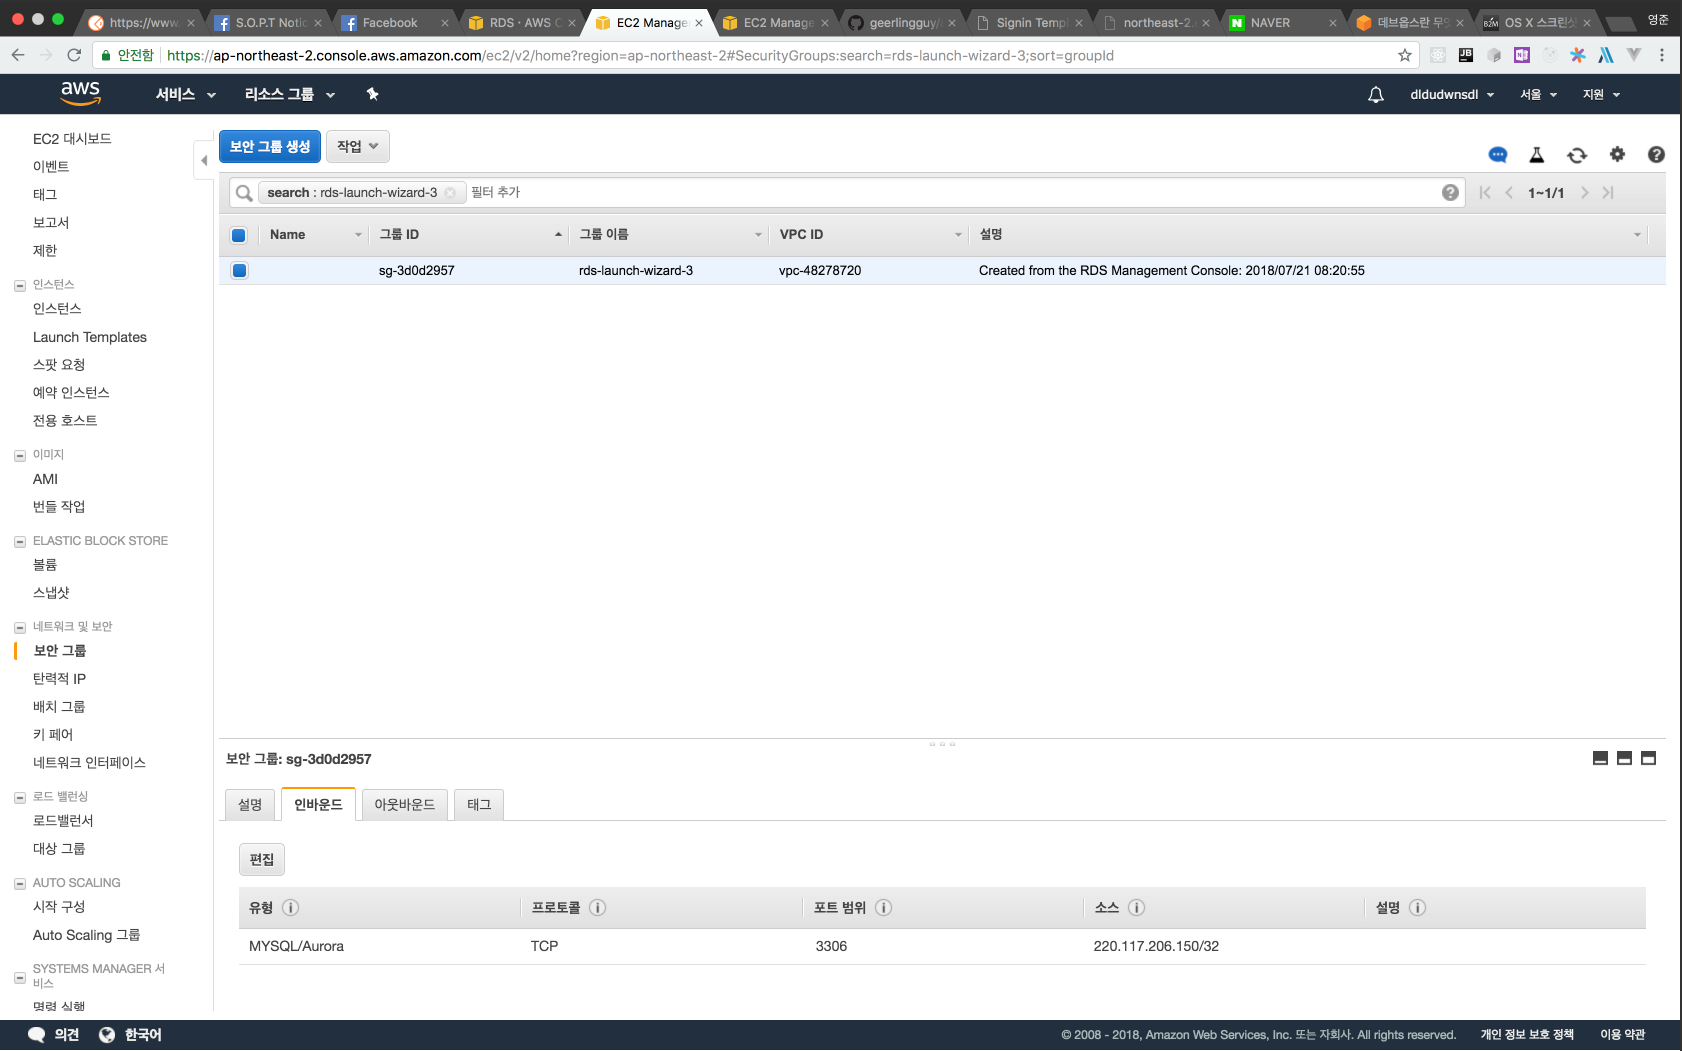 https://www.
S.O.P.T Notic
Facebook
RDS · AWS C
EC2 Manage
EC2 Manage
geerlingguy/
Signin Templ
northeast-2.
NAVER
데브옵스란 무엇
OS X 스크린샷
영준
안전함
https://ap-northeast-2.console.aws.amazon.com/ec2/v2/home?region=ap-northeast-2#SecurityGroups:search=rds-launch-wizard-3;sort=groupId
aws
서비스
리소스 그룹
dldudwnsdl
서울
지원
EC2 대시보드
이벤트
태그
보고서
제한
인스턴스
인스턴스
Launch Templates
스팟 요청
예약 인스턴스
전용 호스트
이미지
AMI
번들 작업
ELASTIC BLOCK STORE
볼륨
스냅샷
네트워크 및 보안
보안 그룹
탄력적 IP
배치 그룹
키 페어
네트워크 인터페이스
로드 밸런싱
로드밸런서
대상 그룹
AUTO SCALING
시작 구성
Auto Scaling 그룹
SYSTEMS MANAGER 서
비스
명령 실행
보안 그룹 생성
작업
search : rds-launch-wizard-3
필터 추가
1~1/1
Name
그룹 ID
그룹 이름
VPC ID
설명
sg-3d0d2957
rds-launch-wizard-3
vpc-48278720
Created from the RDS Management Console: 2018/07/21 08:20:55
보안 그룹: sg-3d0d2957
설명
인바운드
아웃바운드
태그
편집
유형
프로토콜
포트 범위
소스
설명
MYSQL/Aurora
TCP
3306
220.117.206.150/32
의견
한국어
© 2008 - 2018, Amazon Web Services, Inc. 또는 자회사. All rights reserved.
개인 정보 보호 정책
이용 약관